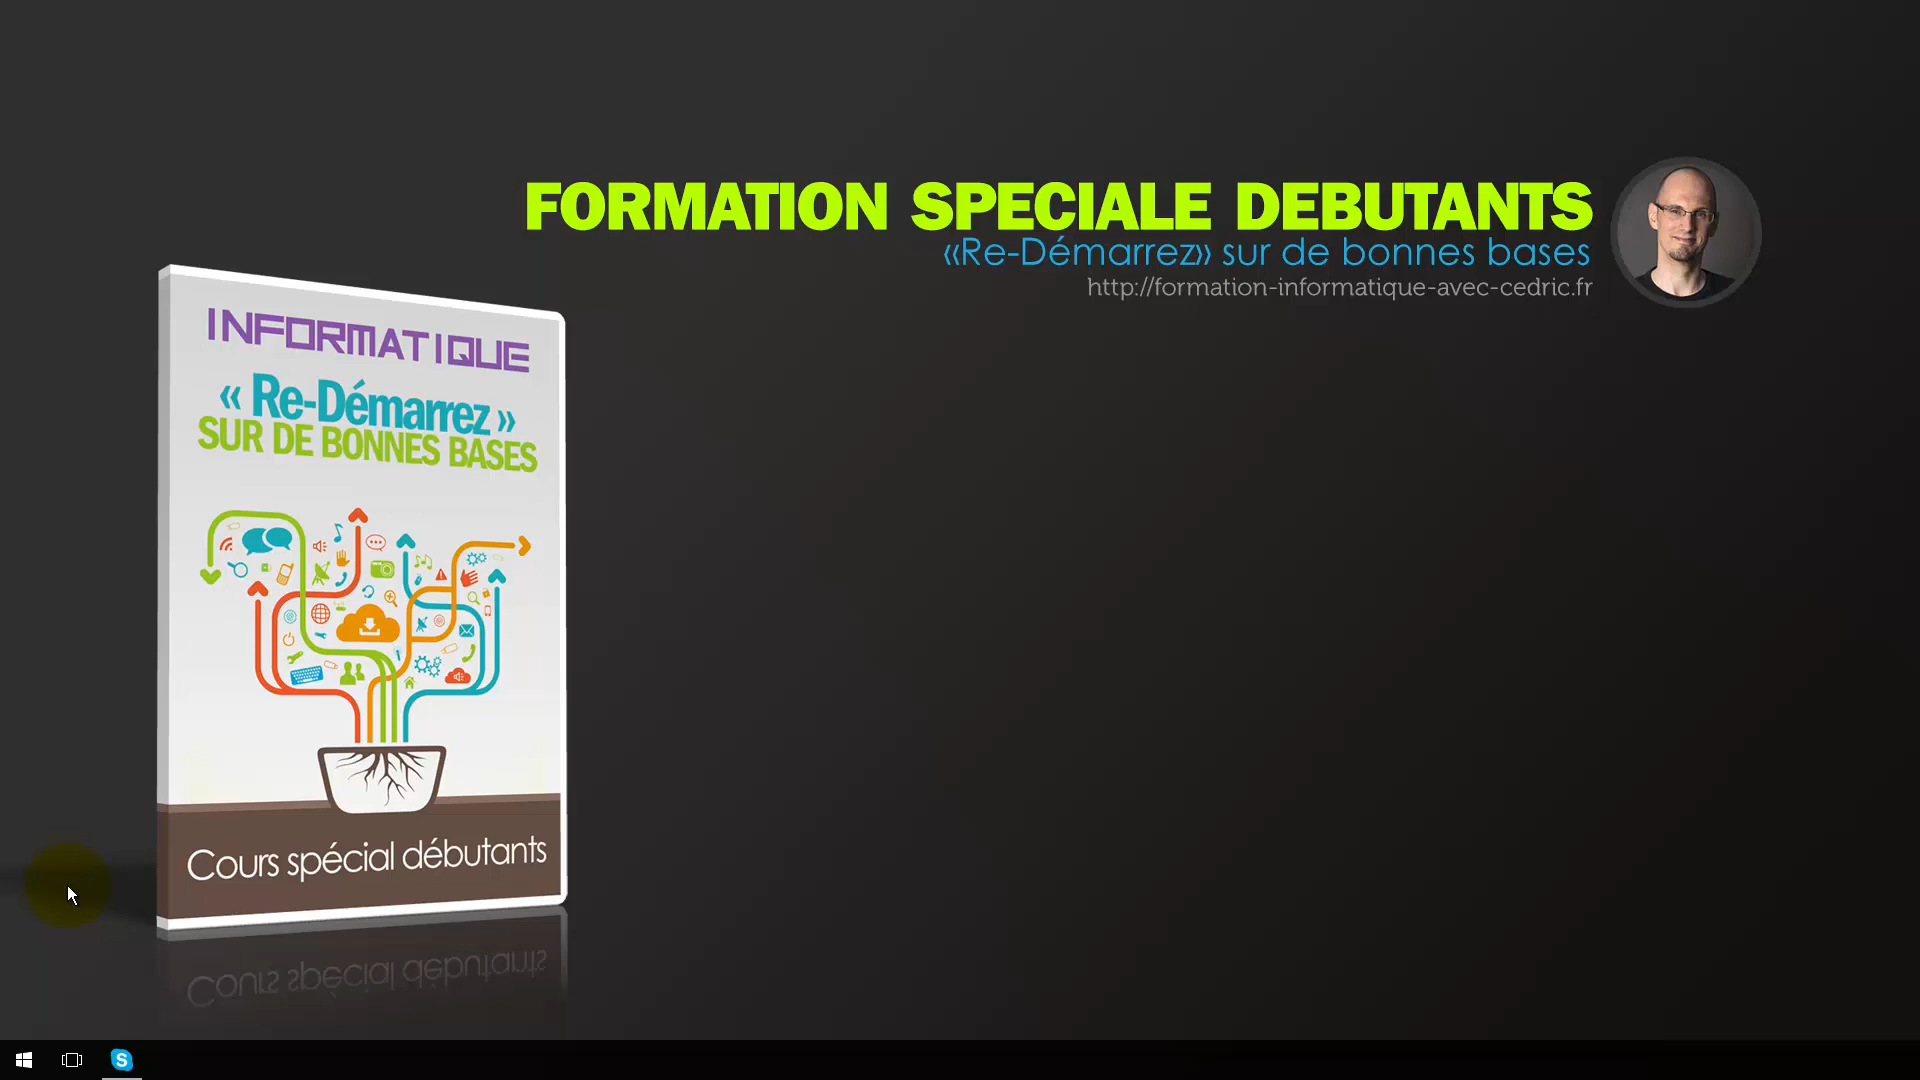 FORMATION SPECIALE DEBUTANTS
«Re-Démarrez» sur de bonnes bases
http://formation-informatique-avec-cedric.fr
INFORMATIQUE
« Re-Démarrez »
SUR DE BONNES BASES
Cours spécial débutants